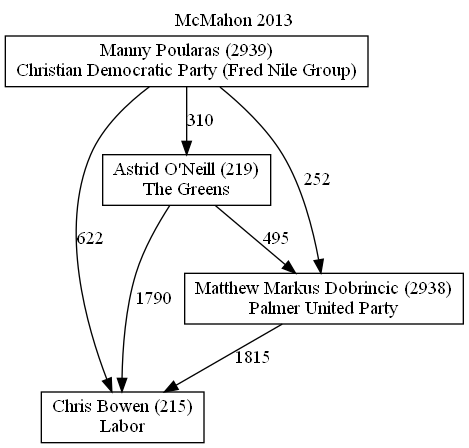 McMahon 2013
Manny Poularas (2939)
Christian Democratic Party (Fred Nile Group)
310
Astrid O'Neill (219)
The Greens
252
622
495
1790
Matthew Markus Dobrincic (2938)
Palmer United Party
1815
Chris Bowen (215)
Labor